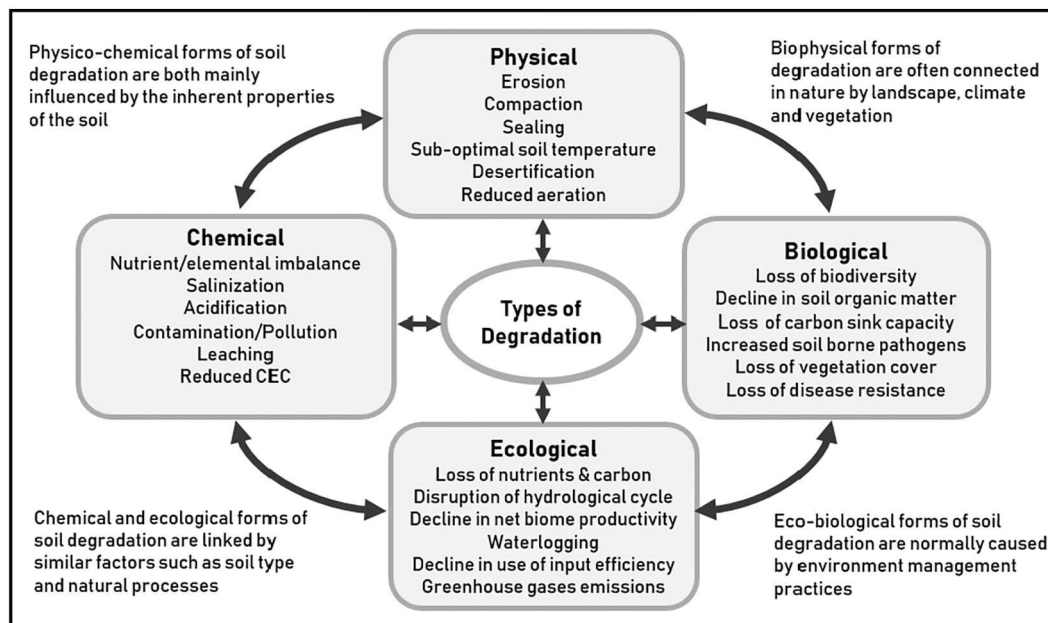 Physico-chemical forms of soil
degradation are both mainly
influenced by the inherent properties
of the soil
Physical
Erosion
Compaction
Sealing
Sub-optimal soil temperature
Desertification
Reduced aeration
Biophysical forms of
degradation are often connected
in nature by landscape, climate
and vegetation
Chemical
Nutrient/elemental imbalance
Salinization
Acidification
Contamination/Pollution
Leaching
Reduced CEC
Types of
Degradation
Biological
Loss of biodiversity
Decline in soil organic matter
Loss of carbon sink capacity
Increased soil borne pathogens
Loss of vegetation cover
Loss of disease resistance
Chemical and ecological forms of
soil degradation are linked by
similar factors such as soil type
and natural processes
Ecological
Loss of nutrients & carbon
Disruption of hydrological cycle
Decline in net biome productivity
Waterlogging
Decline in use of input efficiency
Greenhouse gases emissions
Eco-biological forms of soil
degradation are normally caused
by environment management
practices